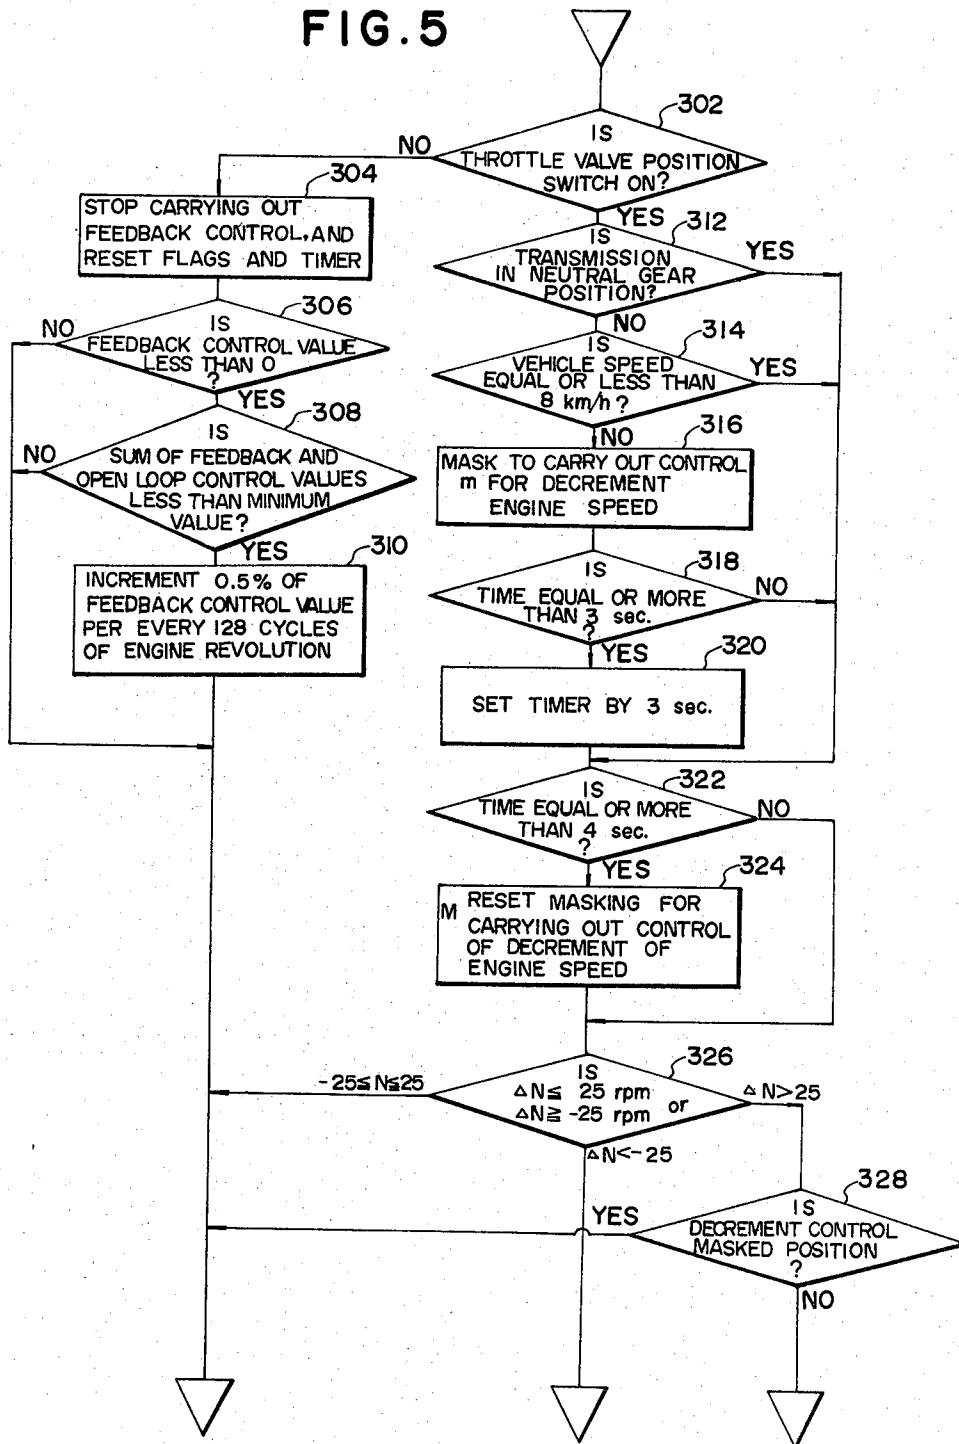 FIG. 5
302
IS
THROTTLE VALVE POSITION
SWITCH ON?
NO
YES
304
STOP CARRYING OUT
FEEDBACK CONTROL, AND
RESET FLAGS AND TIMER
306
IS
FEEDBACK CONTROL VALUE
LESS THAN 0
?
NO
YES
308
IS
SUM OF FEEDBACK AND
OPEN LOOP CONTROL VALUES
LESS THAN MINIMUM
VALUE?
NO
YES
310
INCREMENT 0.5% OF
FEEDBACK CONTROL VALUE
PER EVERY 128 CYCLES
OF ENGINE REVOLUTION
312
IS
TRANSMISSION
IN NEUTRAL GEAR
POSITION?
YES
NO
314
IS
VEHICLE SPEED
EQUAL OR LESS THAN
8 km/h ?
YES
NO
316
MASK TO CARRY OUT CONTROL
m FOR DECREMENT
ENGINE SPEED
318
IS
TIME EQUAL OR MORE
THAN 3 sec.
?
NO
YES
320
SET TIMER BY 3 sec.
322
IS
TIME EQUAL OR MORE
THAN 4 sec.
?
NO
YES
324
M RESET MASKING FOR
CARRYING OUT CONTROL
OF DECREMENT OF
ENGINE SPEED
326
IS
ΔN≦ 25 rpm
ΔN≧ -25 rpm or
-25≦N≦25
ΔN>25
ΔN<-25
328
IS
DECREMENT CONTROL
MASKED POSITION
?
YES
NO